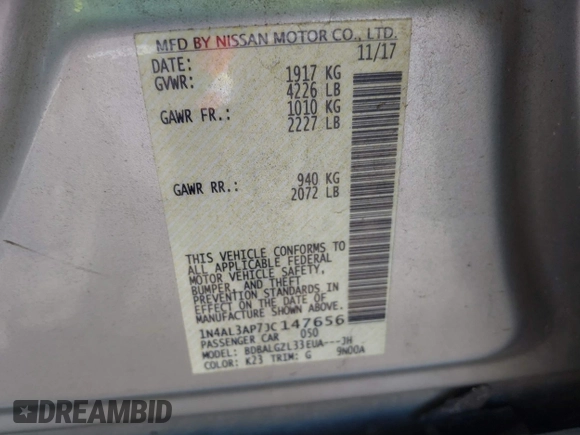 MFD BY NISSAN MOTOR CO., LTD.
DATE: 11/17
GVWR: 1917 KG
4226 LB
GAWR FR.: 1010 KG
2227 LB
GAWR RR.: 940 KG
2072 LB
THIS VEHICLE CONFORMS TO
ALL APPLICABLE FEDERAL
MOTOR VEHICLE SAFETY,
BUMPER, AND THEFT
PREVENTION STANDARDS IN
EFFECT ON THE DATE OF
MANUFACTURE SHOWN ABOVE.
1N4AL3AP7JC147656
PASSENGER CAR 050
MODEL: BDBALGZL33EUA---JH
COLOR: K23 TRIM: G 9N00A
DREAMBID